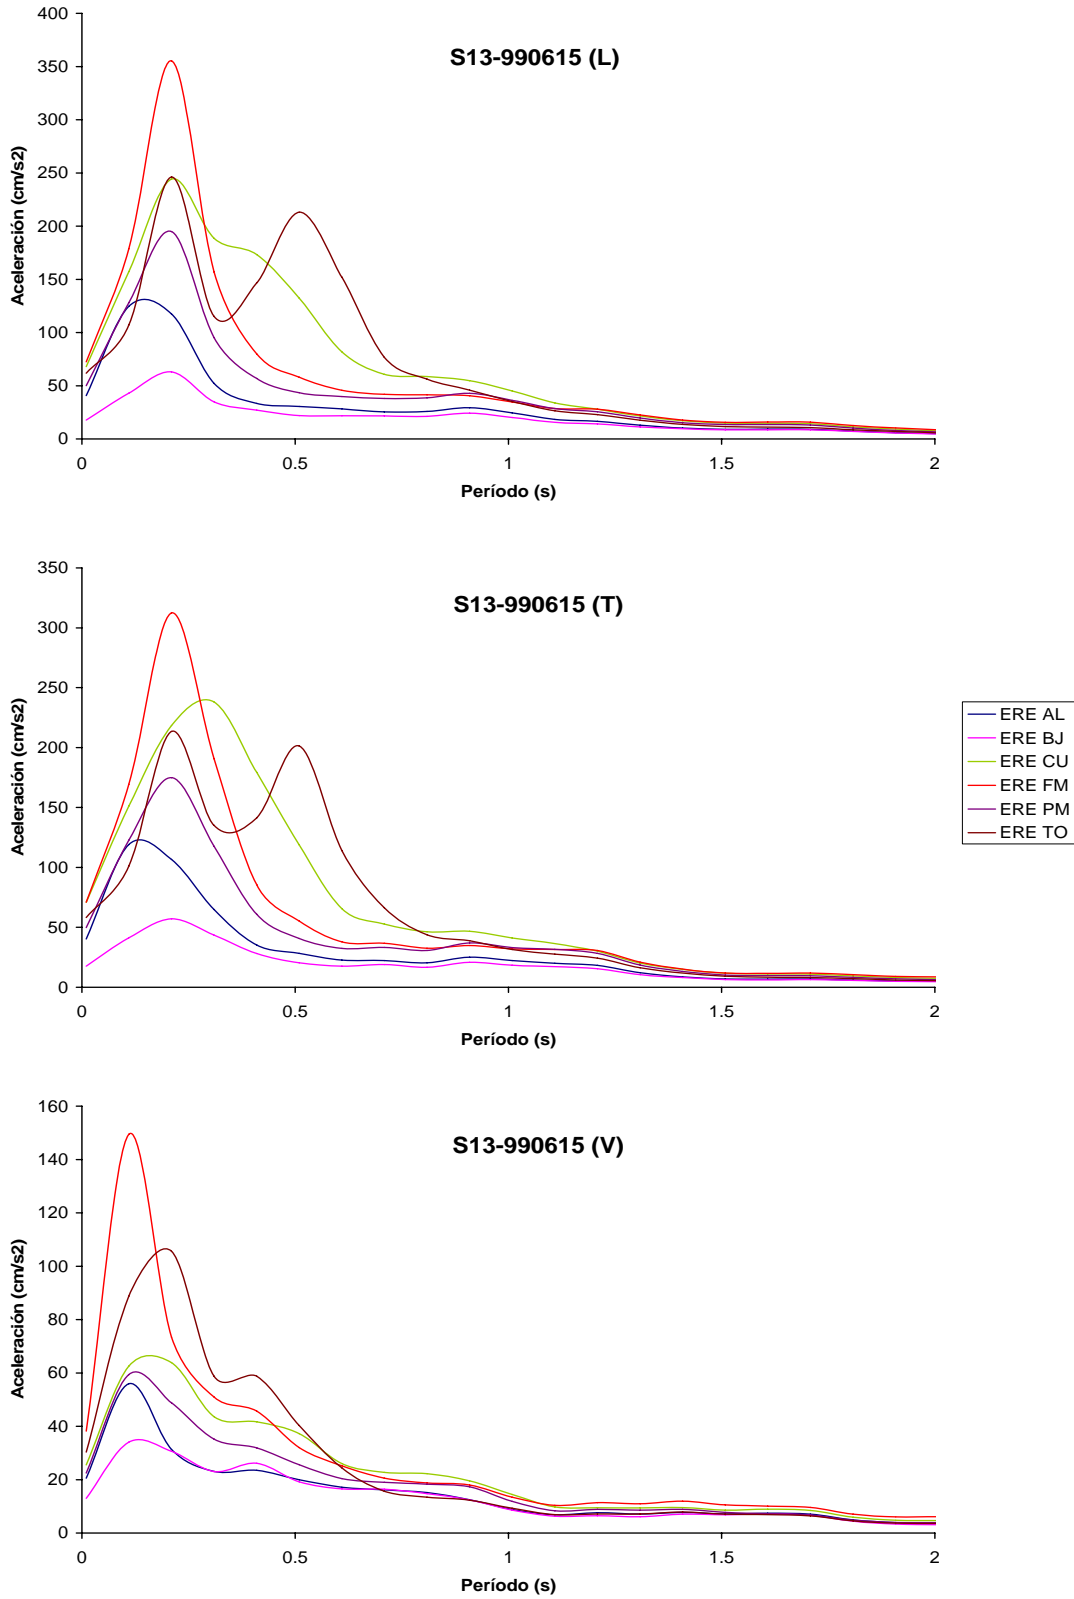 S13-990615 (L)
Aceleración (cm/s2)
400
350
300
250
200
150
100
50
0
0 0.5 1 1.5 2
Período (s)
S13-990615 (T)
Aceleración (cm/s2)
350
300
250
200
150
100
50
0
0 0.5 1 1.5 2
Período (s)
ERE AL
ERE BJ
ERE CU
ERE FM
ERE PM
ERE TO
S13-990615 (V)
Aceleración (cm/s2)
160
140
120
100
80
60
40
20
0
0 0.5 1 1.5 2
Período (s)